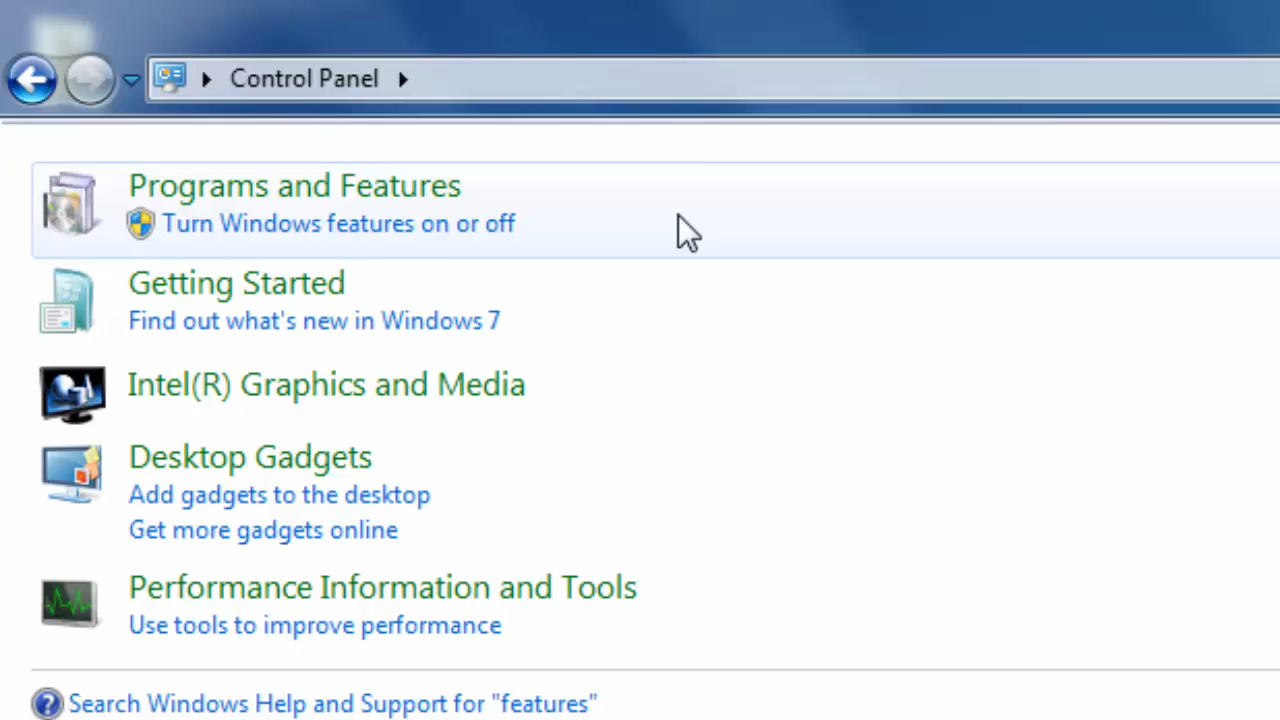 Control Panel
Programs and Features
Turn Windows features on or off
Getting Started
Find out what's new in Windows 7
Intel(R) Graphics and Media
Desktop Gadgets
Add gadgets to the desktop
Get more gadgets online
Performance Information and Tools
Use tools to improve performance
Search Windows Help and Support for "features"